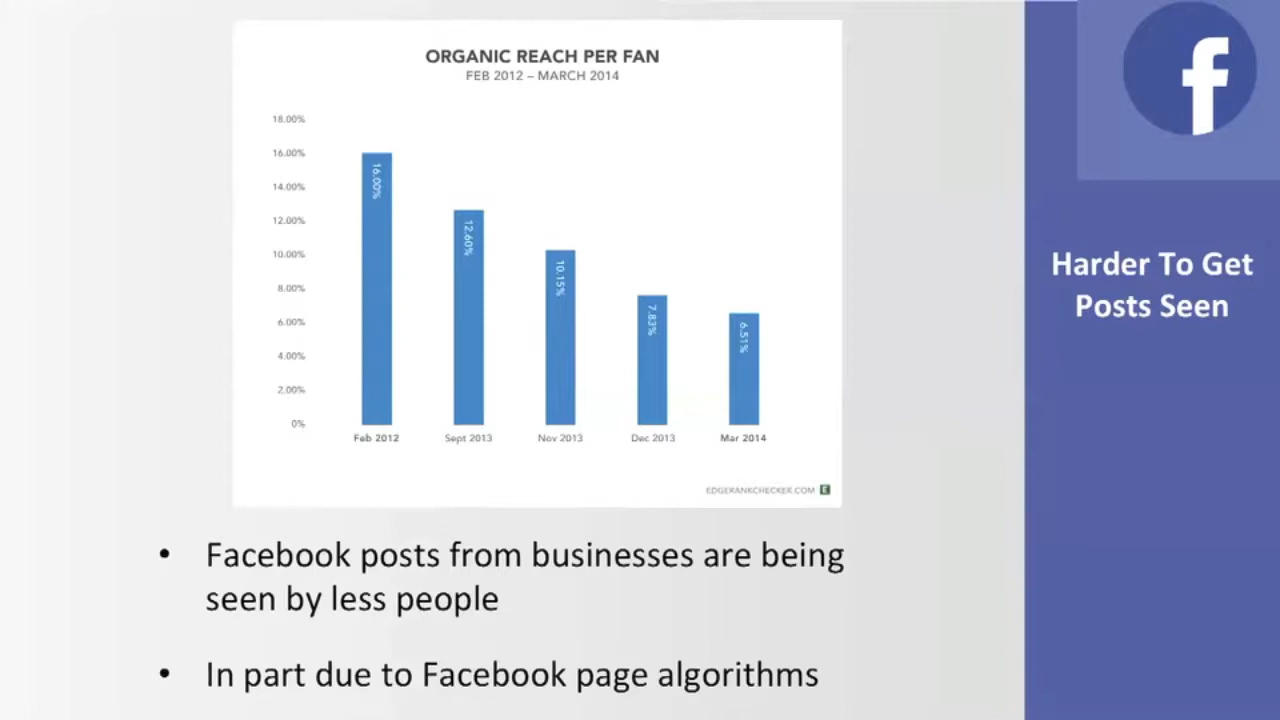 ORGANIC REACH PER FAN
FEB 2012 – MARCH 2014
18.00%
16.00%
14.00%
12.00%
10.00%
8.00%
6.00%
4.00%
2.00%
0%
16.00%
12.60%
10.15%
7.83%
6.51%
Feb 2012
Sept 2013
Nov 2013
Dec 2013
Mar 2014
EDGERANKCHECKER.COM E
f
Harder To Get
Posts Seen
• Facebook posts from businesses are being
seen by less people
• In part due to Facebook page algorithms